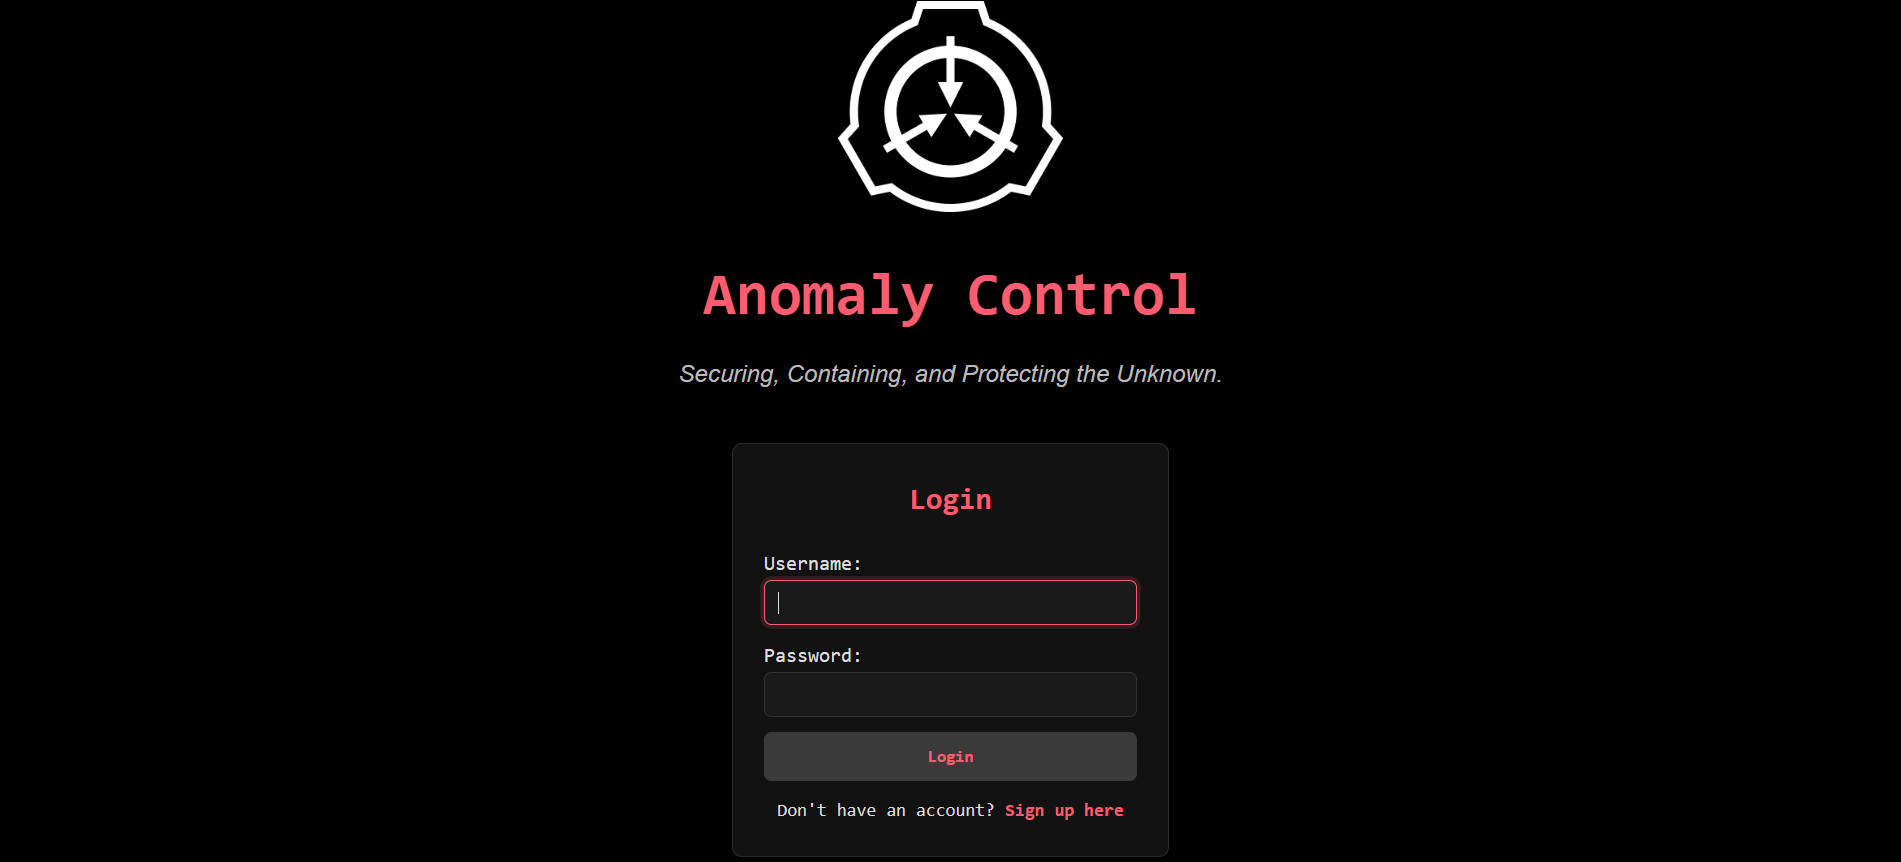 Anomaly Control
Securing, Containing, and Protecting the Unknown.
Login
Username:
Password:
Login
Don't have an account? Sign up here